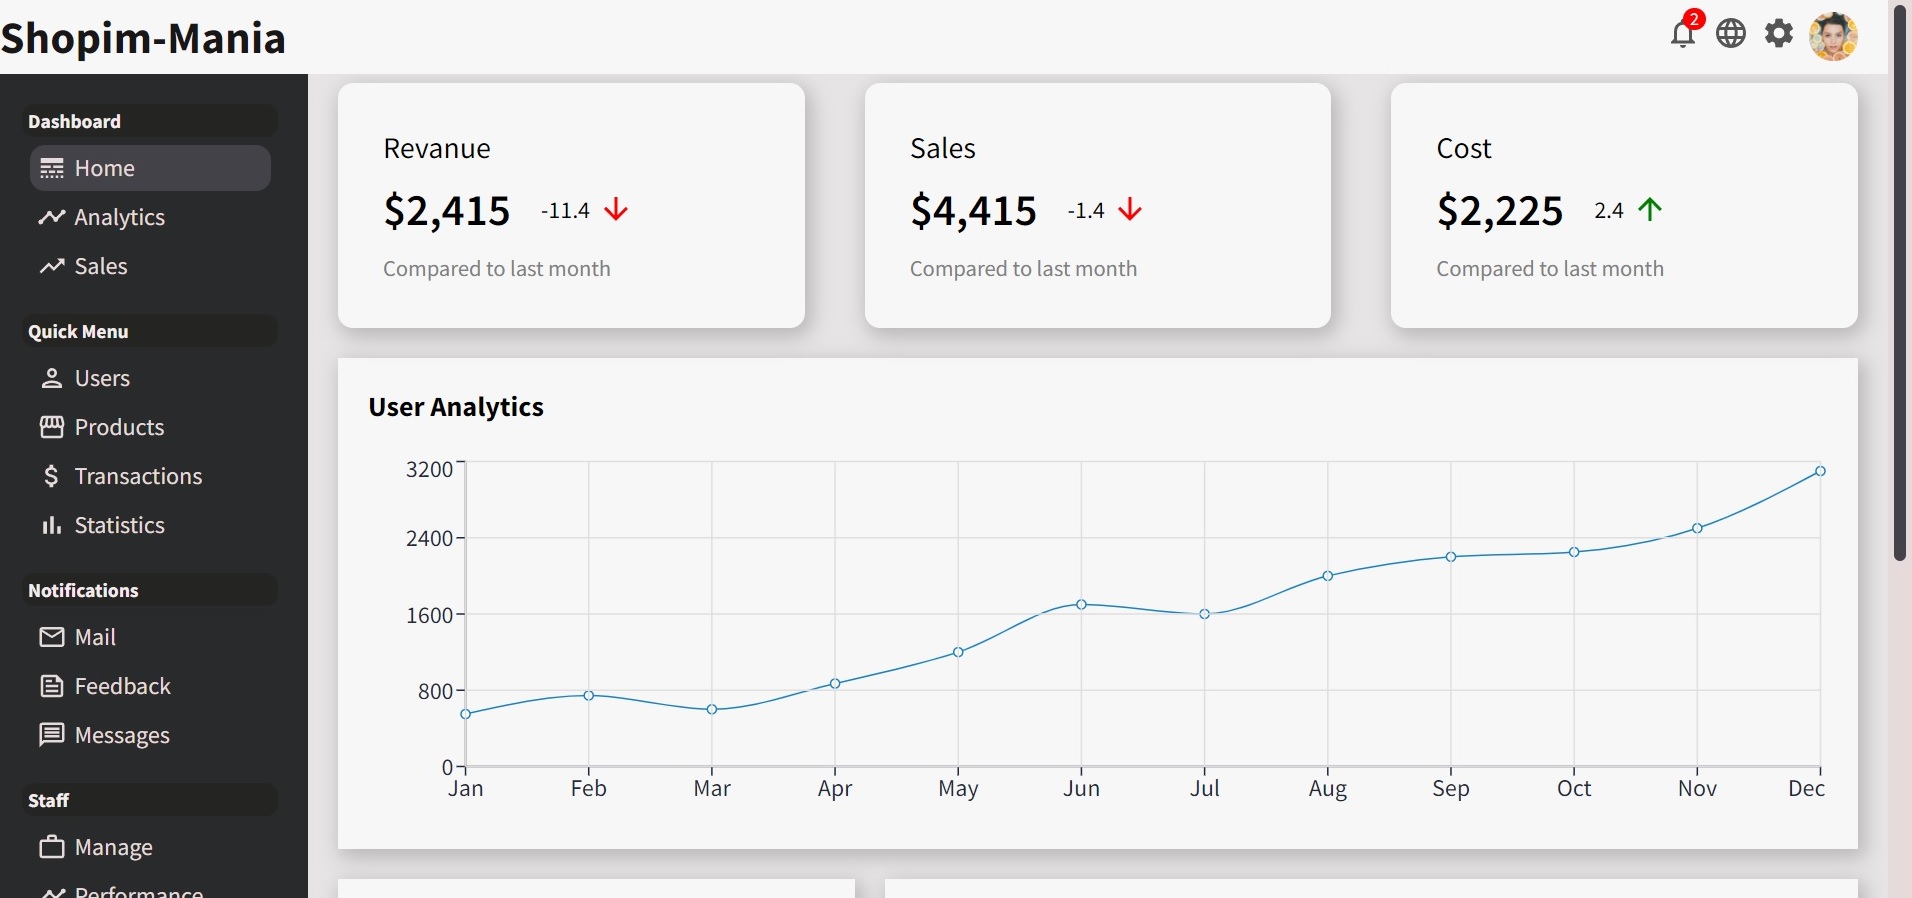 Shopim-Mania
2
Dashboard
Home
Analytics
Sales
Quick Menu
Users
Products
Transactions
Statistics
Notifications
Mail
Feedback
Messages
Staff
Manage
Performance
Revanue
$2,415 -11.4
Compared to last month
Sales
$4,415 -1.4
Compared to last month
Cost
$2,225 2.4
Compared to last month
User Analytics
3200
2400
1600
800
0
Jan Feb Mar Apr May Jun Jul Aug Sep Oct Nov Dec